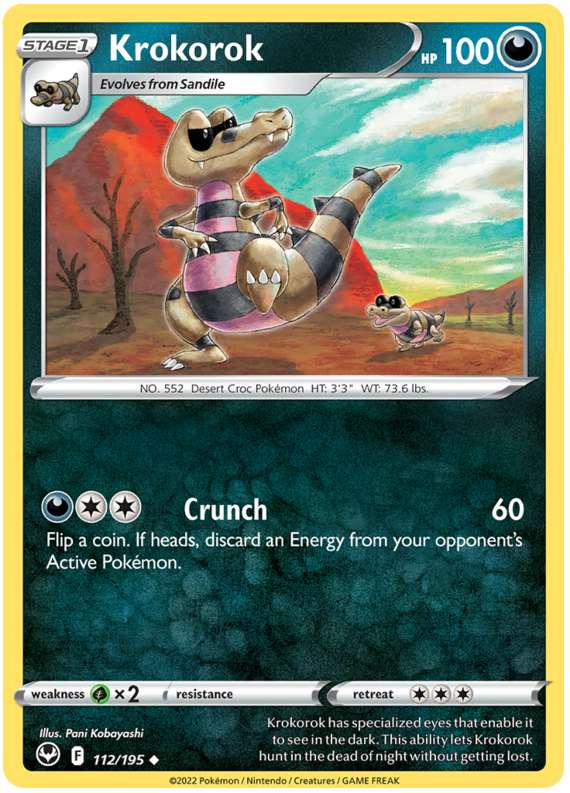 STAGE 1
Krokorok
HP 100
Evolves from Sandile
NO. 552 Desert Croc Pokémon HT: 3'3" WT: 73.6 lbs.
Crunch 60
Flip a coin. If heads, discard an Energy from your opponent's
Active Pokémon.
weakness ×2 resistance retreat
Illus. Pani Kobayashi
F 112/195
Krokorok has specialized eyes that enable it
to see in the dark. This ability lets Krokorok
hunt in the dead of night without getting lost.
©2022 Pokémon / Nintendo / Creatures / GAME FREAK